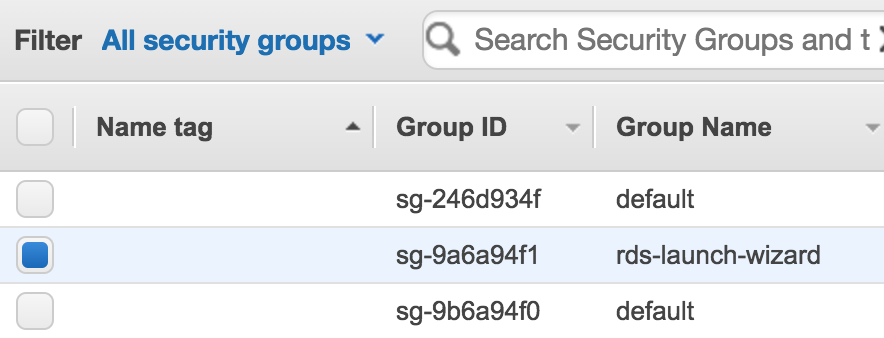 Filter All security groups Search Security Groups and t
Name tag Group ID Group Name
sg-246d934f default
sg-9a6a94f1 rds-launch-wizard
sg-9b6a94f0 default